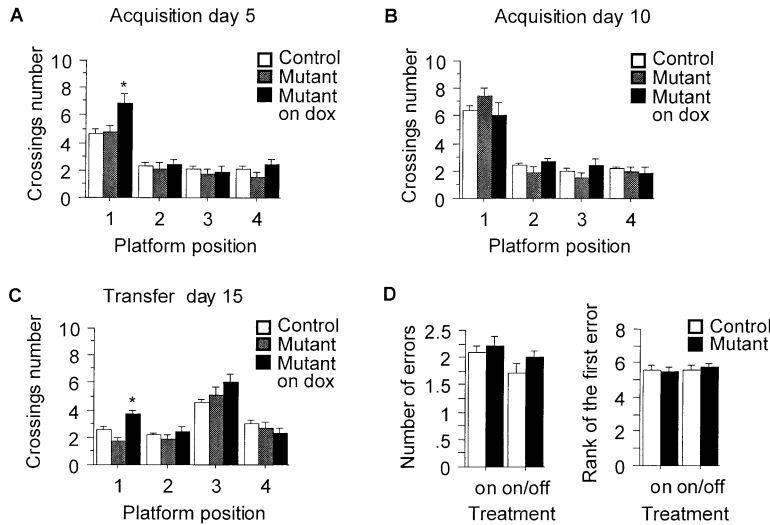 A
Acquisition day 5
Crossings number
10
8
6
4
2
0
*
Control
Mutant
Mutant
on dox
1 2 3 4
Platform position
B
Acquisition day 10
Crossings number
10
8
6
4
2
0
Control
Mutant
Mutant
on dox
1 2 3 4
Platform position
C
Transfer day 15
Crossings number
10
8
6
4
2
0
*
Control
Mutant
Mutant
on dox
1 2 3 4
Platform position
D
Number of errors
2.5
2
1.5
1
.5
0
on on/off
Treatment
Rank of the first error
8
6
4
2
0
Control
Mutant
on on/off
Treatment